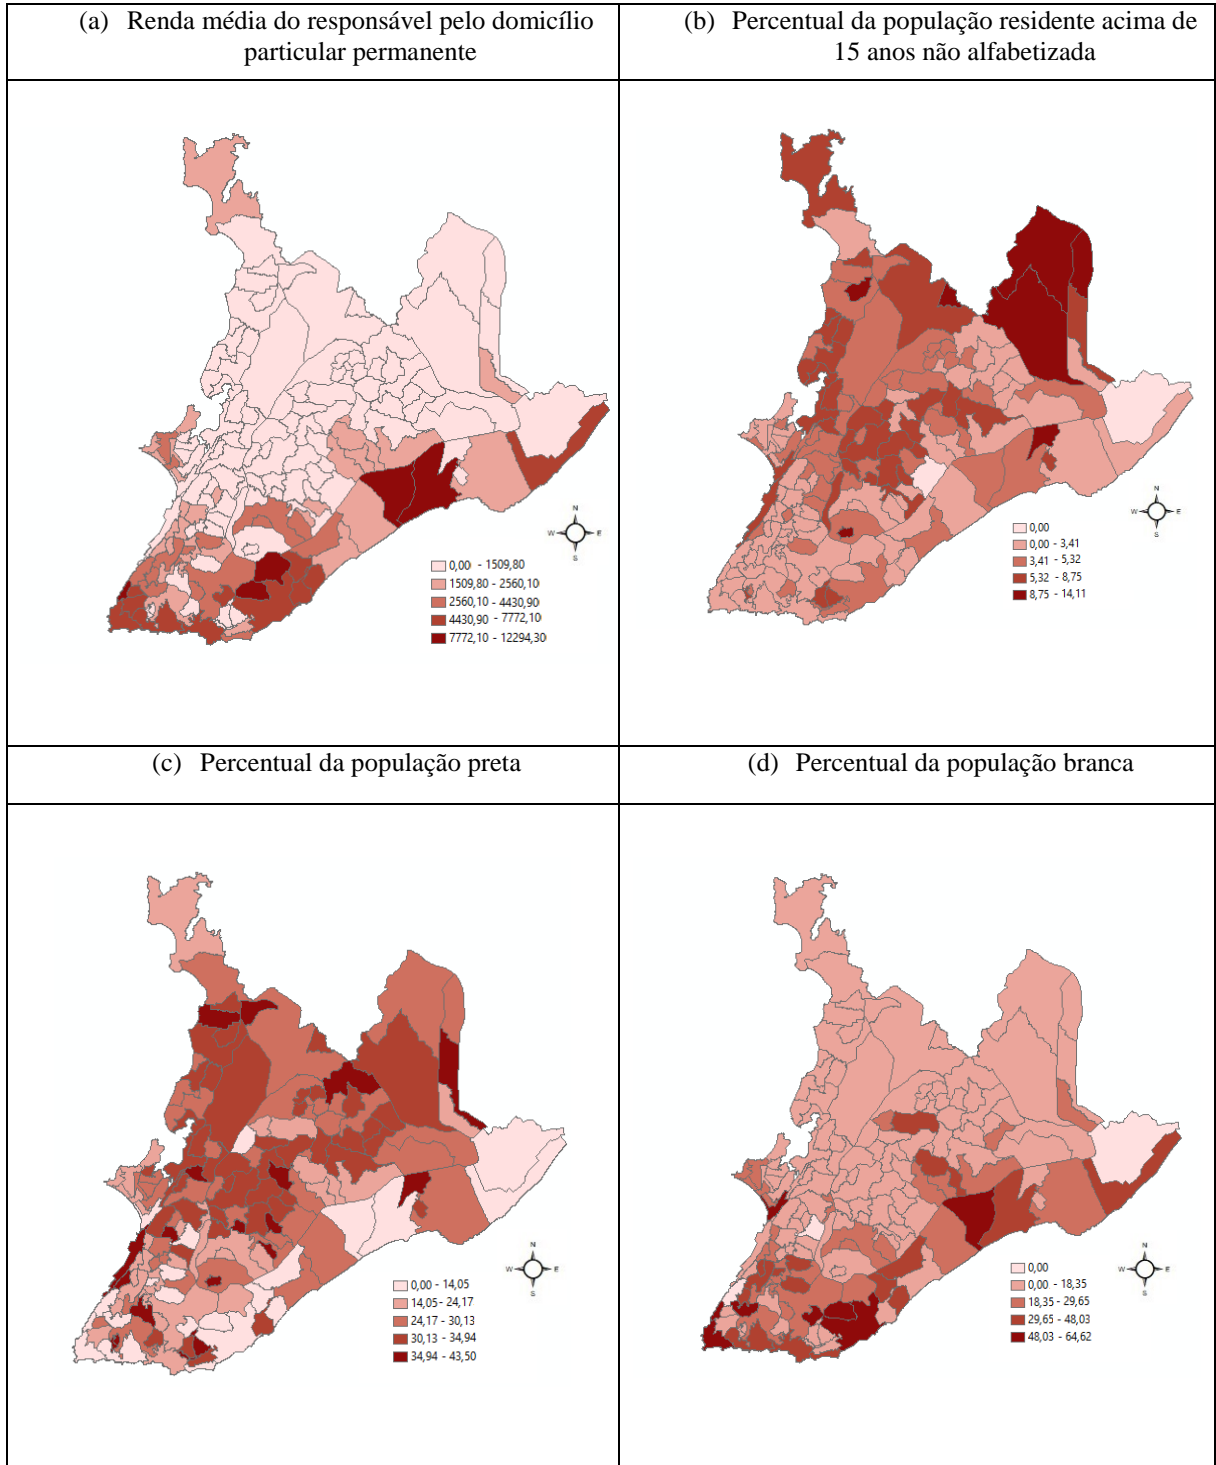 (a) Renda média do responsável pelo domicílio
particular permanente
(b) Percentual da população residente acima de
15 anos não alfabetizada
N
W E
S
0,00 - 1509,80
1509,80 - 2560,10
2560,10 - 4430,90
4430,90 - 7772,10
7772,10 - 12294,30
N
W E
S
0,00
0,00 - 3,41
3,41 - 5,32
5,32 - 8,75
8,75 - 14,11
(c) Percentual da população preta
(d) Percentual da população branca
N
W E
S
0,00 - 14,05
14,05 - 24,17
24,17 - 30,13
30,13 - 34,94
34,94 - 43,50
N
W E
S
0,00
0,00 - 18,35
18,35 - 29,65
29,65 - 48,03
48,03 - 64,62